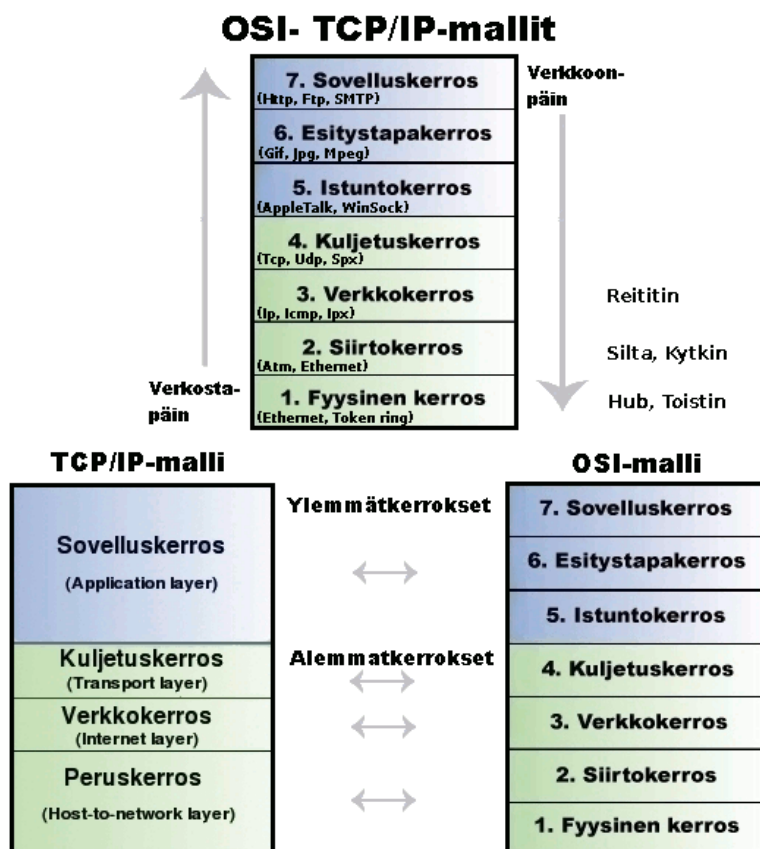 OSI- TCP/IP-mallit
7. Sovelluskerros
(Http, Ftp, SMTP)
6. Esitystapakerros
(Gif, Jpg, Mpeg)
5. Istuntokerros
(AppleTalk, WinSock)
4. Kuljetuskerros
(Tcp, Udp, Spx)
3. Verkkokerros
(Ip, Icmp, Ipx)
2. Siirtokerros
(Atm, Ethernet)
1. Fyysinen kerros
(Ethernet, Token ring)
Verkkoon-
päin
Verkosta-
päin
Reititin
Silta, Kytkin
Hub, Toistin
TCP/IP-malli
Sovelluskerros
(Application layer)
Kuljetuskerros
(Transport layer)
Verkkokerros
(Internet layer)
Peruskerros
(Host-to-network layer)
Ylemmätkerrokset
Alemmatkerrokset
OSI-malli
7. Sovelluskerros
6. Esitystapakerros
5. Istuntokerros
4. Kuljetuskerros
3. Verkkokerros
2. Siirtokerros
1. Fyysinen kerros